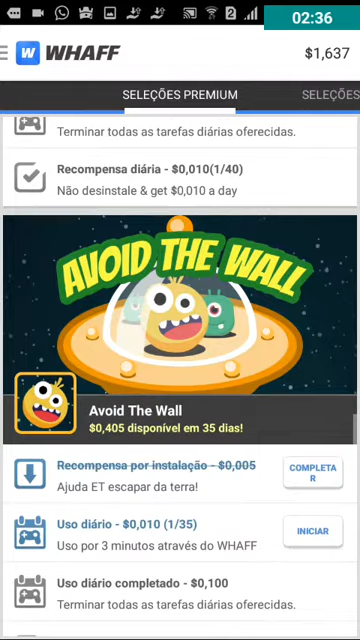 02:36
WHAFF
$1,637
SELEÇÕES PREMIUM
SELEÇÕES
Terminar todas as tarefas diárias oferecidas.
Recompensa diária - $0,010(1/40)
Não desinstale & get $0,010 a day
AVOID THE WALL
Avoid The Wall
$0,405 disponível em 35 dias!
Recompensa por instalação - $0,005
COMPLETA
R
Ajuda ET escapar da terra!
Uso diário - $0,010 (1/35)
INICIAR
Uso por 3 minutos através do WHAFF
Uso diário completado - $0,100
Terminar todas as tarefas diárias oferecidas.